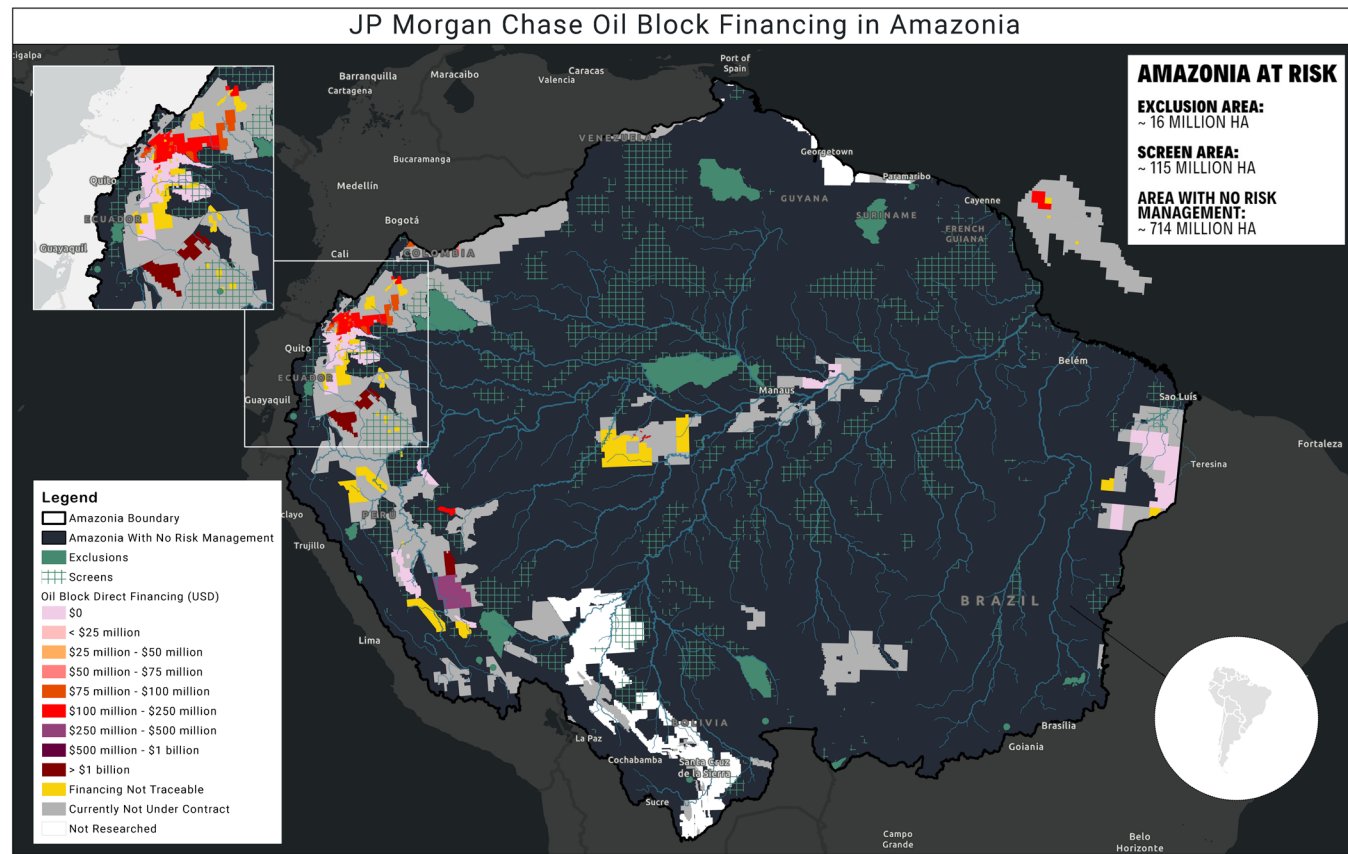 JP Morgan Chase Oil Block Financing in Amazonia
AMAZONIA AT RISK
EXCLUSION AREA:
~ 16 MILLION HA
SCREEN AREA:
~ 115 MILLION HA
AREA WITH NO RISK
MANAGEMENT:
~ 714 MILLION HA
cigalpa
Barranquilla
Maracaibo
Cartagena
Caracas
Valencia
Port of
Spain
VENEZUELA
Bucaramanga
Georgetown
Paramaribo
Medellín
GUYANA
SURINAME
Cayenne
FRENCH
GUIANA
Bogotá
COLOMBIA
Cali
Quito
ECUADOR
Guayaquil
Quito
ECUADOR
Guayaquil
Manaus
Belém
Sao Luís
Fortaleza
Teresina
PERU
clayo
Trujillo
Lima
BRAZIL
BOLIVIA
La Paz
Cochabamba
Santa Cruz
de la Sierra
Sucre
Brasília
Goiania
Campo
Grande
Belo
Horizonte
Legend
Amazonia Boundary
Amazonia With No Risk Management
Exclusions
Screens
Oil Block Direct Financing (USD)
$0
< $25 million
$25 million - $50 million
$50 million - $75 million
$75 million - $100 million
$100 million - $250 million
$250 million - $500 million
$500 million - $1 billion
> $1 billion
Financing Not Traceable
Currently Not Under Contract
Not Researched